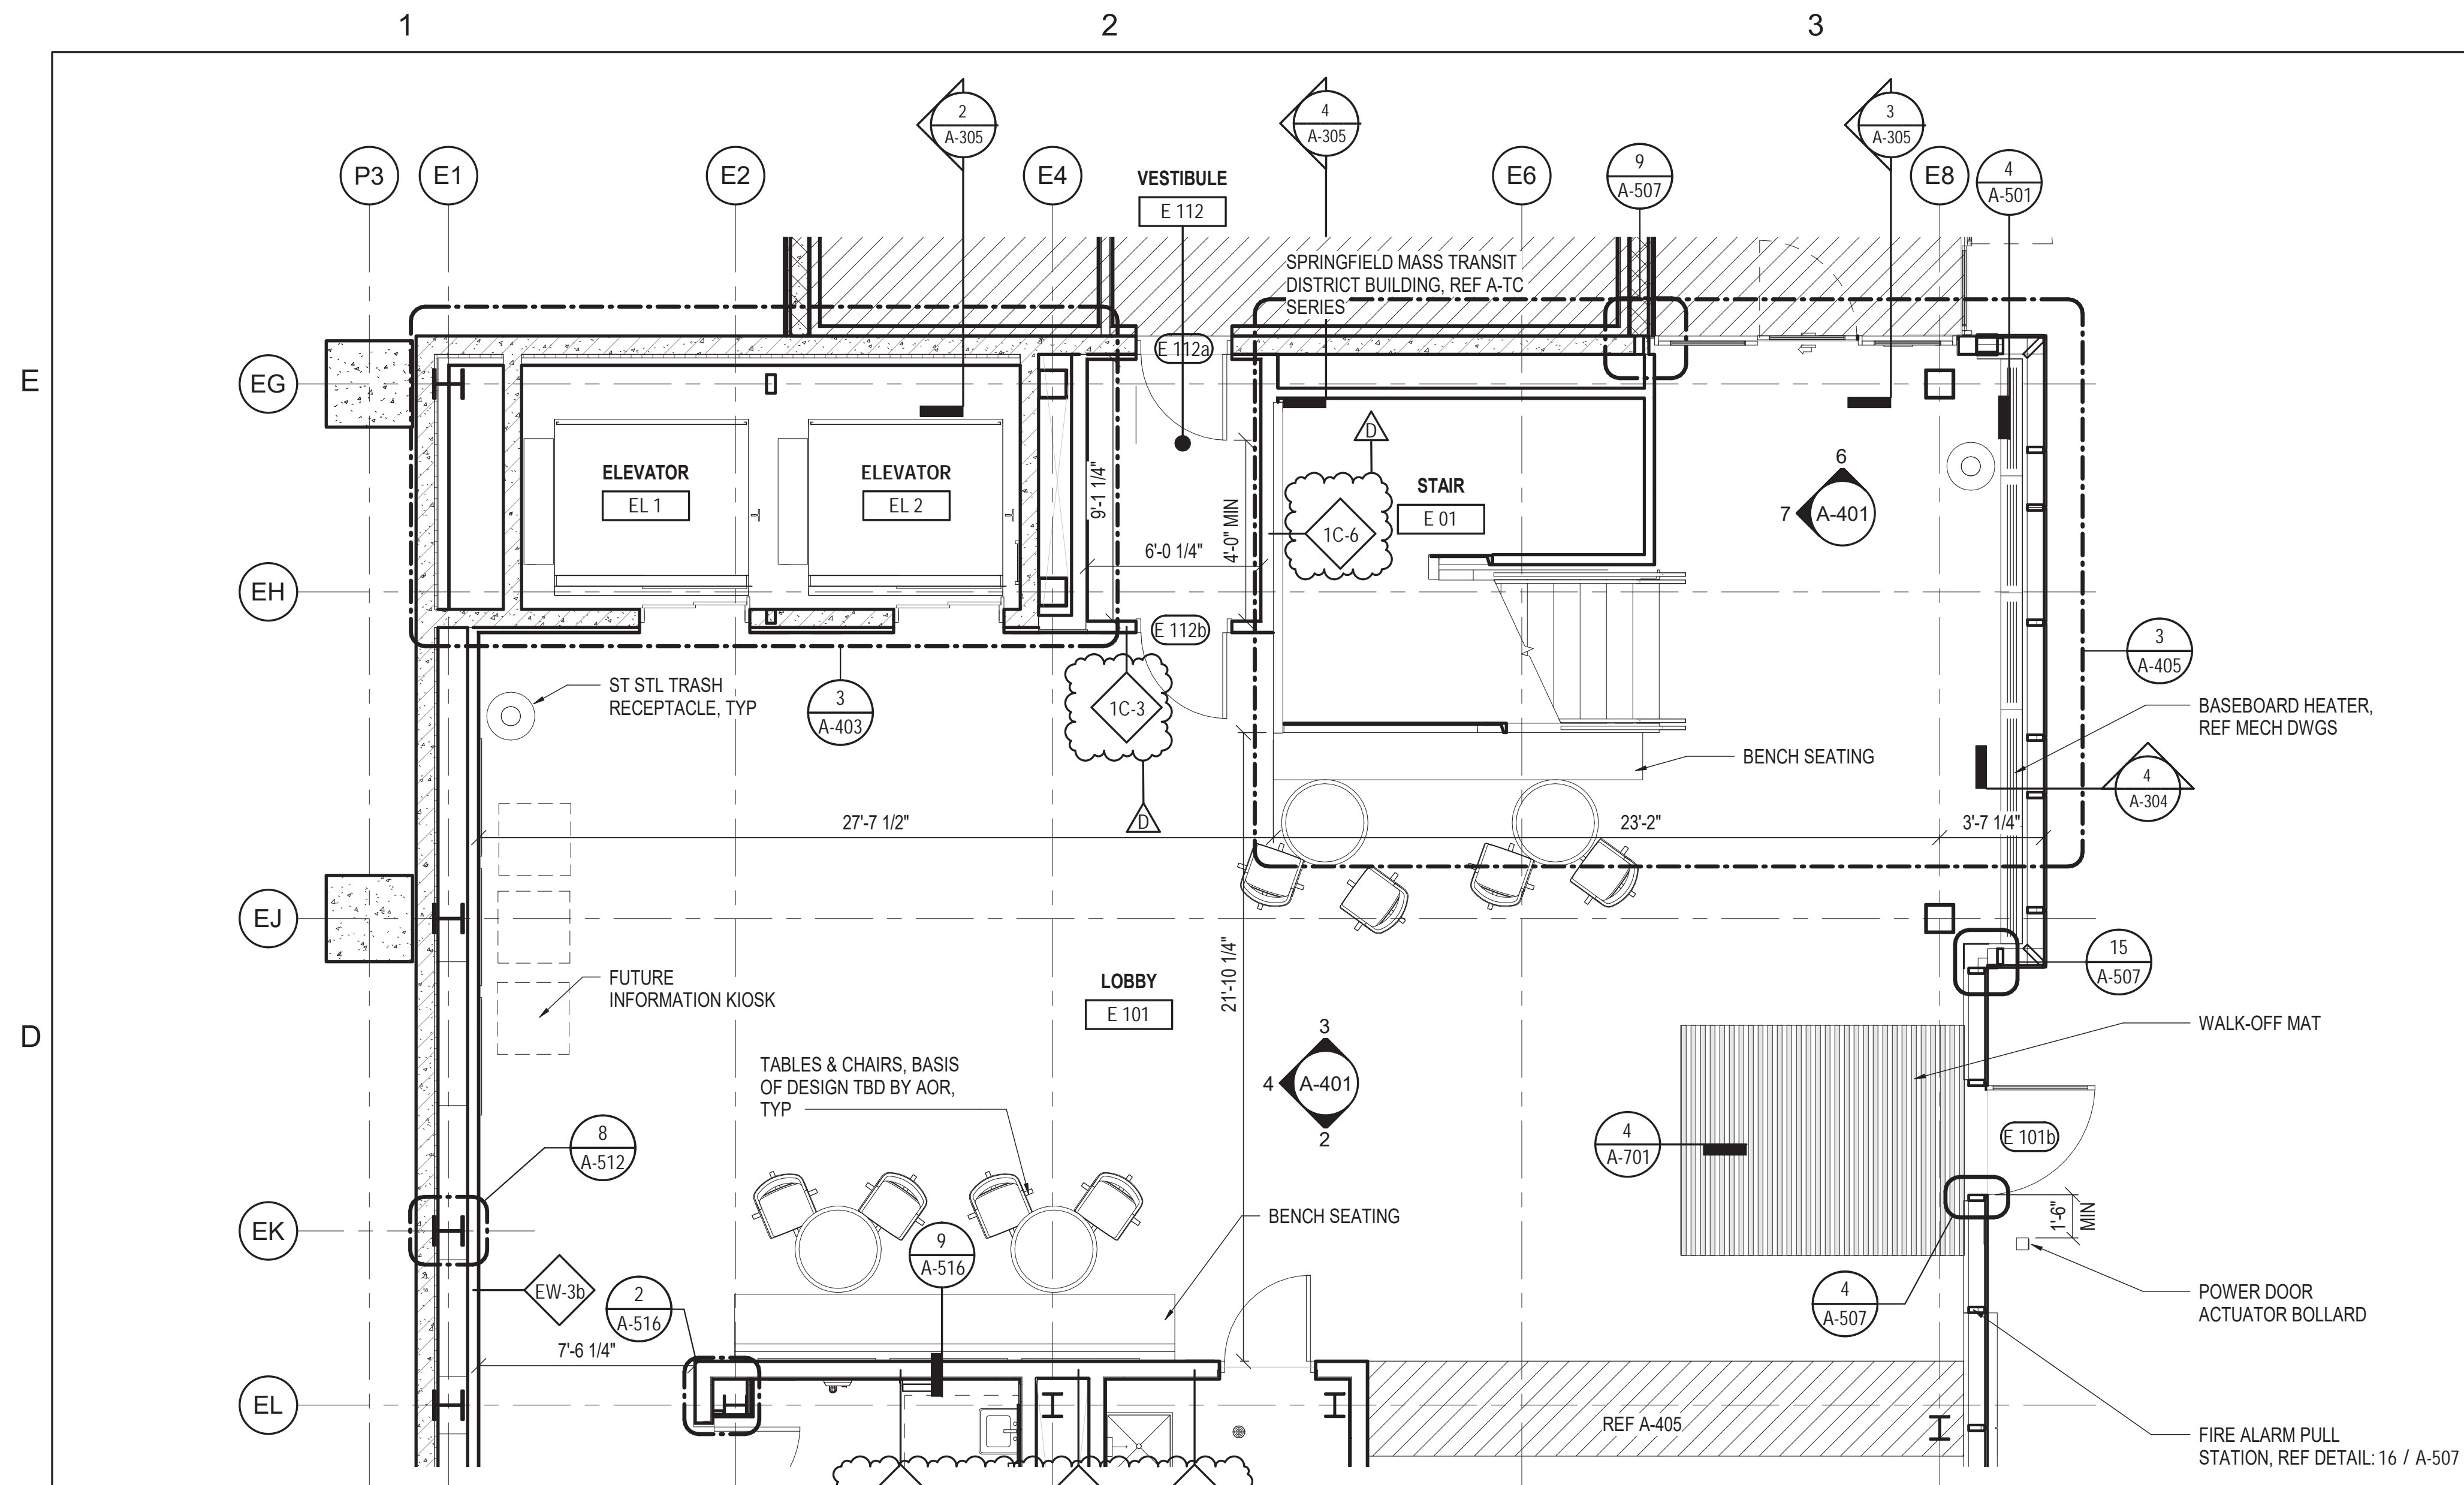 1
2
3
2
A-305
4
A-305
3
A-305
P3
E1
E2
E4
VESTIBULE
E 112
E6
9
A-507
E8
4
A-501
SPRINGFIELD MASS TRANSIT
DISTRICT BUILDING, REF A-TC
SERIES
E 112a
E
EG
D
ELEVATOR
EL 1
ELEVATOR
EL 2
9'-1 1/4"
6'-0 1/4"
4'-0" MIN
1C-6
STAIR
E 01
6
7
A-401
EH
E 112b
3
A-405
ST STL TRASH
RECEPTACLE, TYP
3
A-403
1C-3
D
BASEBOARD HEATER,
REF MECH DWGS
BENCH SEATING
4
A-304
27'-7 1/2"
23'-2"
3'-7 1/4"
EJ
21'-10 1/4"
15
A-507
FUTURE
INFORMATION KIOSK
LOBBY
E 101
D
WALK-OFF MAT
3
4
A-401
2
TABLES & CHAIRS, BASIS
OF DESIGN TBD BY AOR,
TYP
8
A-512
4
A-701
E 101b
EK
BENCH SEATING
1'-6"
MIN
9
A-516
EW-3b
2
A-516
4
A-507
POWER DOOR
ACTUATOR BOLLARD
7'-6 1/4"
EL
REF A-405
FIRE ALARM PULL
STATION, REF DETAIL: 16 / A-507